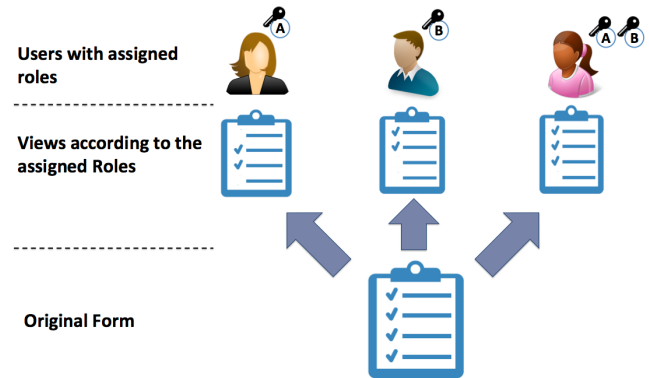 A
B
A B
Users with assigned
roles
Views according to the
assigned Roles
Original Form